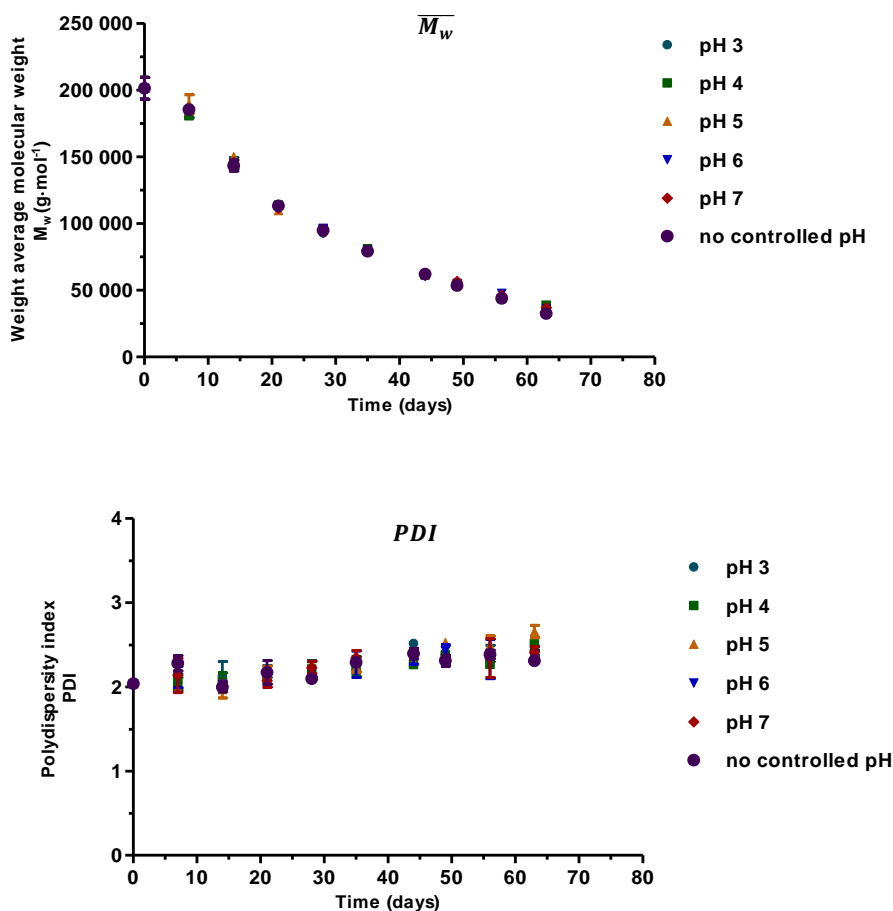 M_w
250 000
200 000
150 000
100 000
50 000
0
Weight average molecular weight
M_w (g·mol⁻¹)
0 10 20 30 40 50 60 70 80
Time (days)
pH 3
pH 4
pH 5
pH 6
pH 7
no controlled pH
PDI
4
3
2
1
0
Polydispersity index
PDI
0 10 20 30 40 50 60 70 80
Time (days)
pH 3
pH 4
pH 5
pH 6
pH 7
no controlled pH